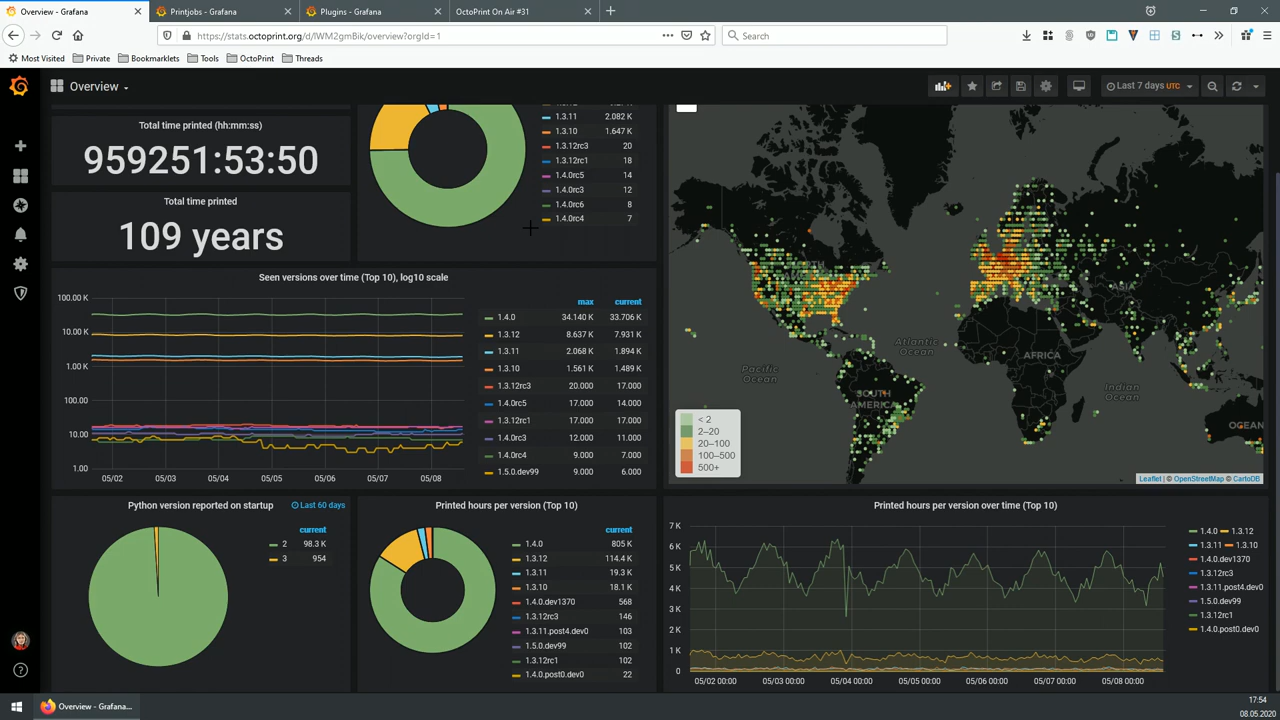 Overview - Grafana
Printjobs - Grafana
Plugins - Grafana
OctoPrint On Air #31
https://stats.octoprint.org/d/lWM2gmBik/overview?orgId=1
Search
Most Visited
Private
Bookmarklets
Tools
OctoPrint
Threads
Overview
Last 7 days UTC
Total time printed (hh:mm:ss)
959251:53:50
Total time printed
109 years
1.3.11 2.082 K
1.3.10 1.647 K
1.3.12rc3 20
1.3.12rc1 18
1.4.0rc5 14
1.4.0rc3 12
1.4.0rc6 8
1.4.0rc4 7
Seen versions over time (Top 10), log10 scale
100.00 K
10.00 K
1.00 K
100.00
10.00
1.00
05/02 05/03 05/04 05/05 05/06 05/07 05/08
max current
1.4.0 34.140 K 33.706 K
1.3.12 8.637 K 7.931 K
1.3.11 2.068 K 1.894 K
1.3.10 1.561 K 1.489 K
1.3.12rc3 20.000 17.000
1.4.0rc5 17.000 14.000
1.3.12rc1 17.000 17.000
1.4.0rc3 12.000 11.000
1.4.0rc4 9.000 7.000
1.5.0.dev99 9.000 6.000
NORTH
Atlantic
Ocean
Pacific
Ocean
SOUTH
AMERICA
AFRICA
ASIA
Indian
Ocean
OCEAN
< 2
2–20
20–100
100–500
500+
Leaflet | © OpenStreetMap © CartoDB
Python version reported on startup
Last 60 days
current
2 98.3 K
3 954
Printed hours per version (Top 10)
current
1.4.0 805 K
1.3.12 114.4 K
1.3.11 19.3 K
1.3.10 18.1 K
1.4.0.dev1370 568
1.3.12rc3 146
1.3.11.post4.dev0 103
1.5.0.dev99 102
1.3.12rc1 102
1.4.0.post0.dev0 22
Printed hours per version over time (Top 10)
7 K
6 K
5 K
4 K
3 K
2 K
1 K
0
05/02 00:00 05/03 00:00 05/04 00:00 05/05 00:00 05/06 00:00 05/07 00:00 05/08 00:00
1.4.0 1.3.12
1.3.11 1.3.10
1.4.0.dev1370
1.3.12rc3
1.3.11.post4.dev0
1.5.0.dev99
1.3.12rc1
1.4.0.post0.dev0
Overview - Grafana...
17:54
08.05.2020